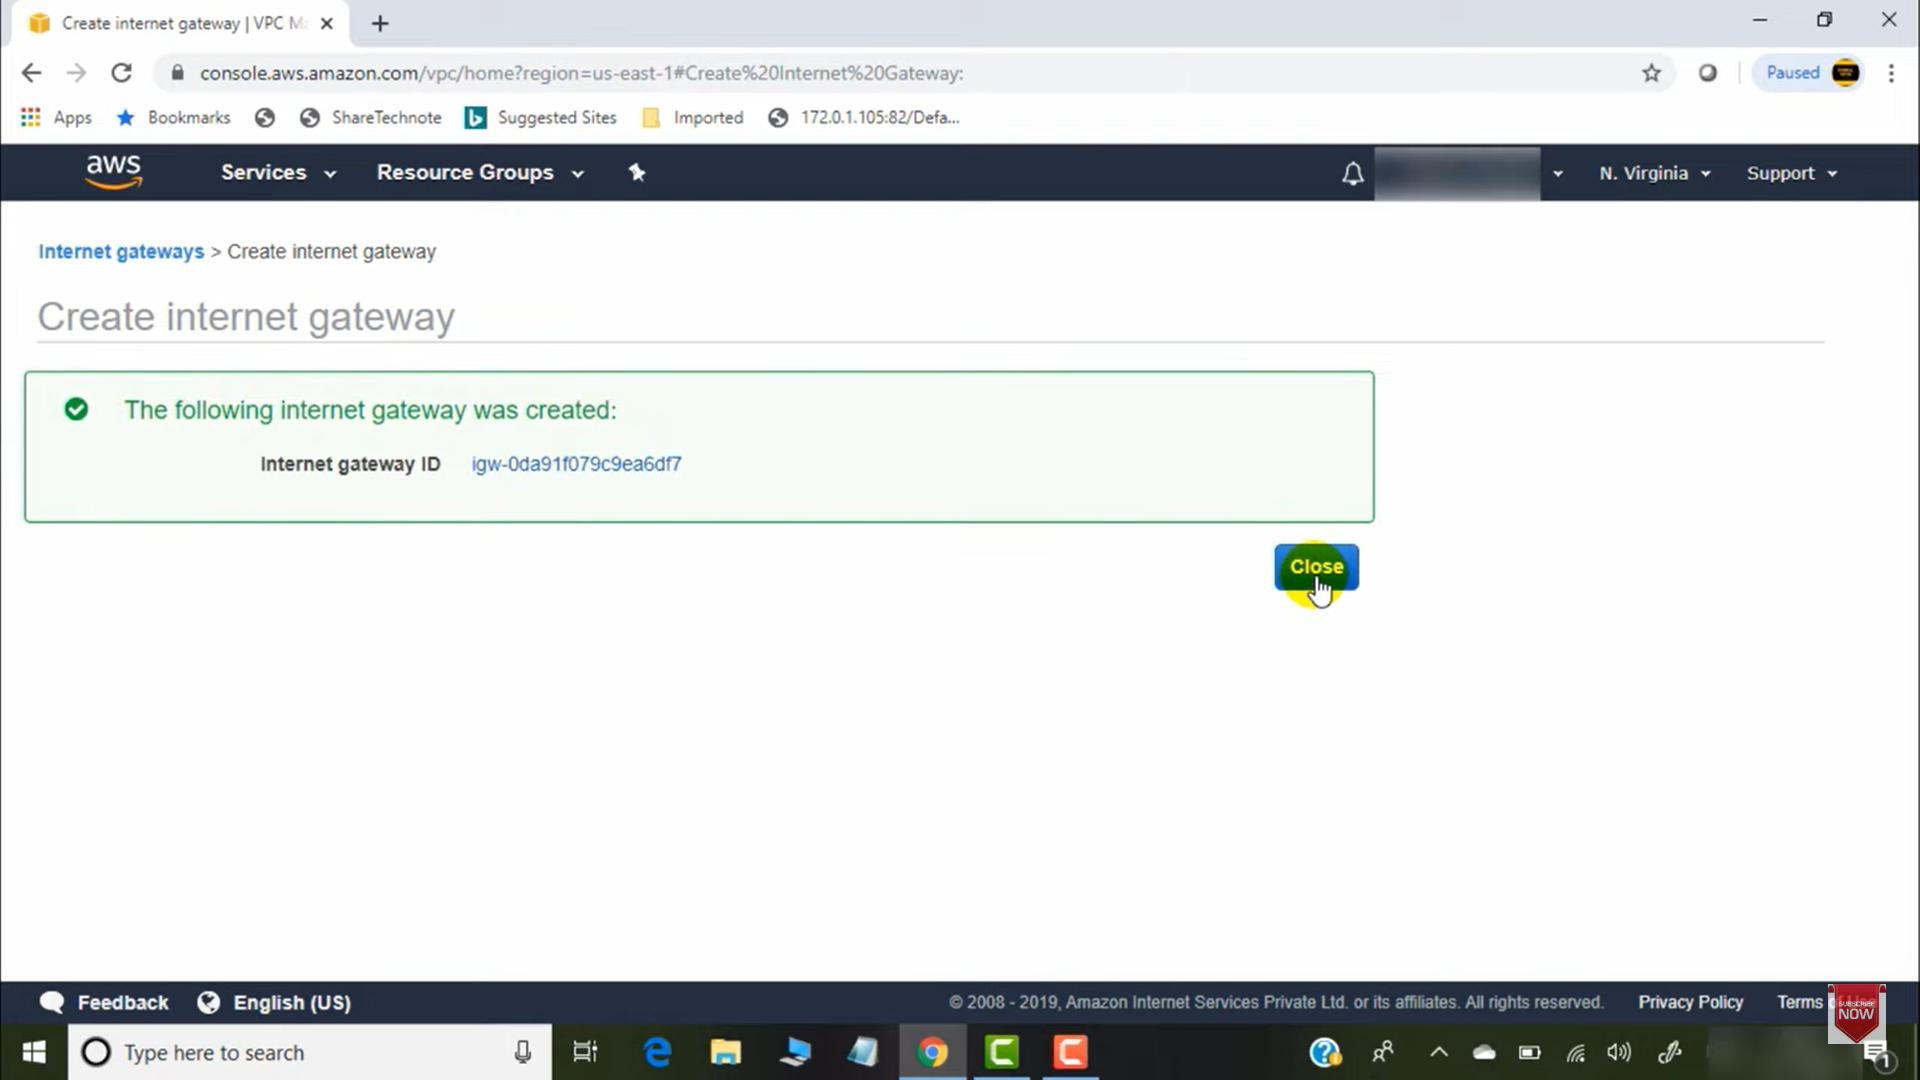 Create internet gateway | VPC M
console.aws.amazon.com/vpc/home?region=us-east-1#Create%20Internet%20Gateway:
Paused
Apps
Bookmarks
ShareTechnote
Suggested Sites
Imported
172.0.1.105:82/Defa...
aws
Services
Resource Groups
N. Virginia
Support
Internet gateways > Create internet gateway
Create internet gateway
The following internet gateway was created:
Internet gateway ID igw-0da91f079c9ea6df7
Close
Feedback
English (US)
© 2008 - 2019, Amazon Internet Services Private Ltd. or its affiliates. All rights reserved.
Privacy Policy
Terms
SUBSCRIBE
NOW
Type here to search
1